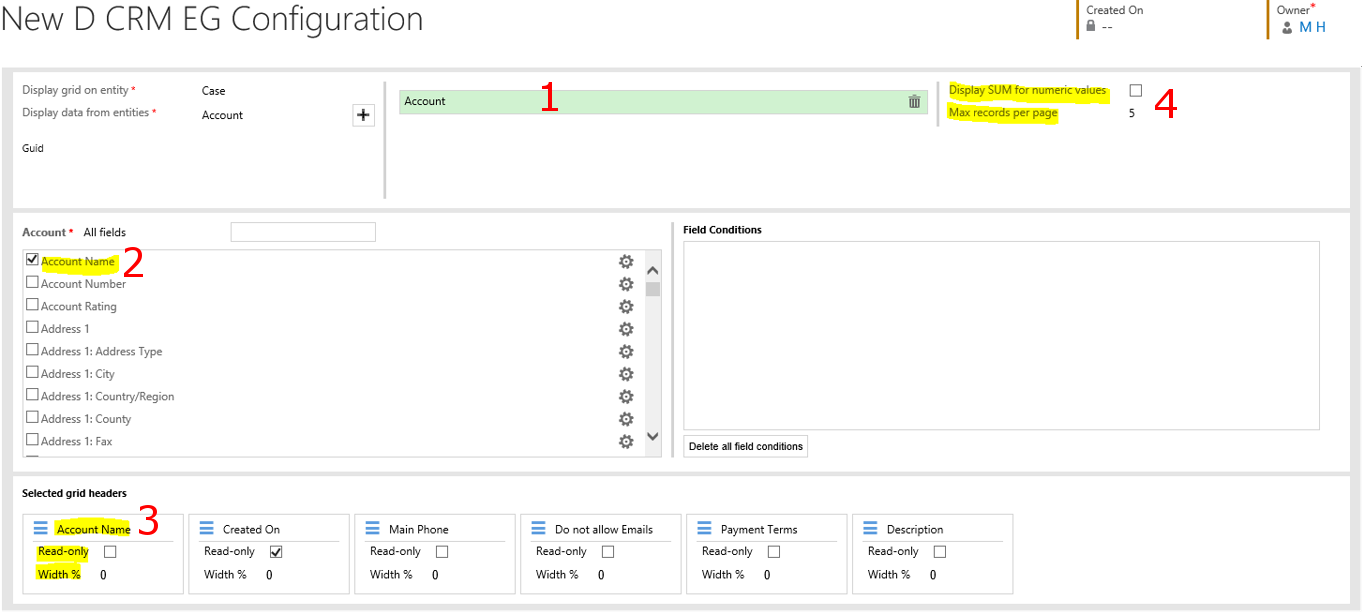 New D CRM EG Configuration
Created On
--
Owner*
M H
Display grid on entity * Case
Display data from entities * Account
+
Guid
Account
1
Display SUM for numeric values
Max records per page 5
4
Account * All fields
Account Name
2
Account Number
Account Rating
Address 1
Address 1: Address Type
Address 1: City
Address 1: Country/Region
Address 1: County
Address 1: Fax
Field Conditions
Delete all field conditions
Selected grid headers
Account Name
3
Read-only
Width % 0
Created On
Read-only
Width % 0
Main Phone
Read-only
Width % 0
Do not allow Emails
Read-only
Width % 0
Payment Terms
Read-only
Width % 0
Description
Read-only
Width % 0